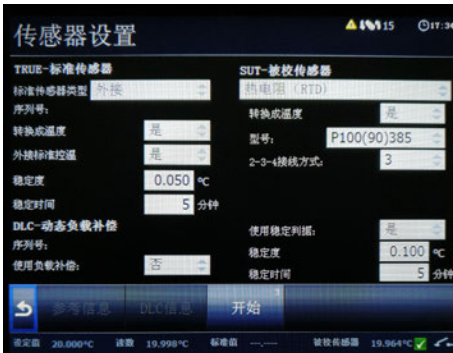 传感器设置
15 17:36
TRUE-标准传感器
标准传感器类型 外接
序列号:
转换成温度 是
外接标准控温 是
稳定度 0.050 ℃
稳定时间 5 分钟
DLC-动态负载补偿
序列号:
使用负载补偿: 否
SUT-被校传感器
热电阻 (RTD)
转换成温度 是
型号: P100(90)385
2-3-4接线方式: 3
使用稳定判据: 是
稳定度 0.100 ℃
稳定时间 5 分钟
参考信息 DLC信息 开始
设定值 20.000°C 读数 19.998°C 标准值 ---.--- 被校传感器 19.964°C